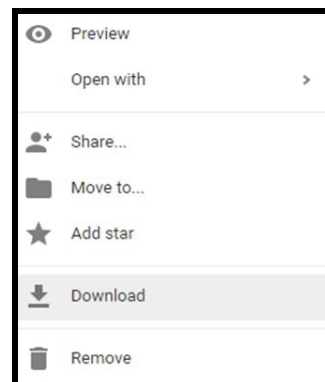 Preview
Open with
Share...
Move to...
Add star
Download
Remove